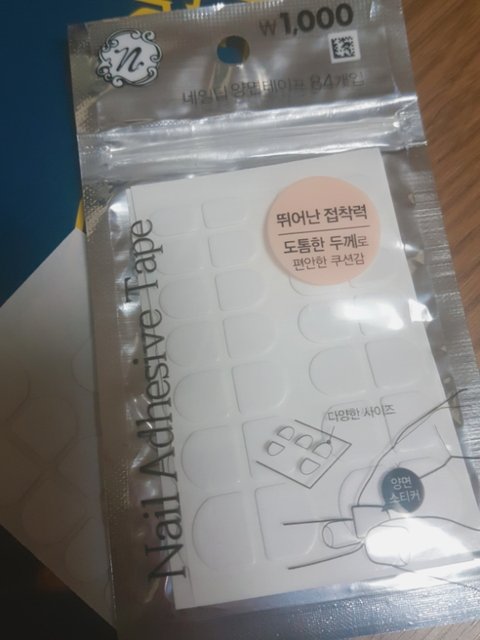 n.
₩1,000
네일팁 양면테이프 84개입
뛰어난 접착력
도톰한 두께로
편안한 쿠션감
Nail Adhesive Tape
다양한 사이즈
양면
스티커